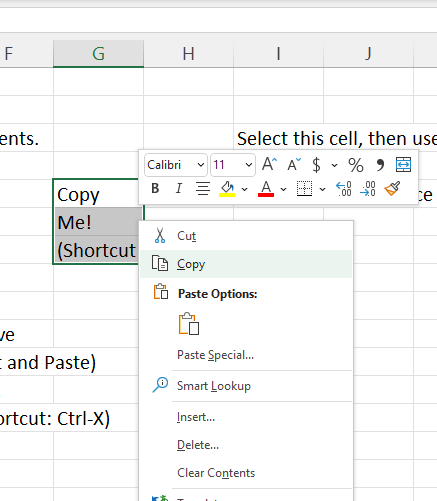 F G H I J
ents.
Select this cell, then use
Calibri 11 A A $ % ,
B I A .00
Copy
ce
Me!
(Shortcut
Cut
Copy
Paste Options:
ve
t and Paste)
Paste Special...
Smart Lookup
rtcut: Ctrl-X)
Insert...
Delete...
Clear Contents